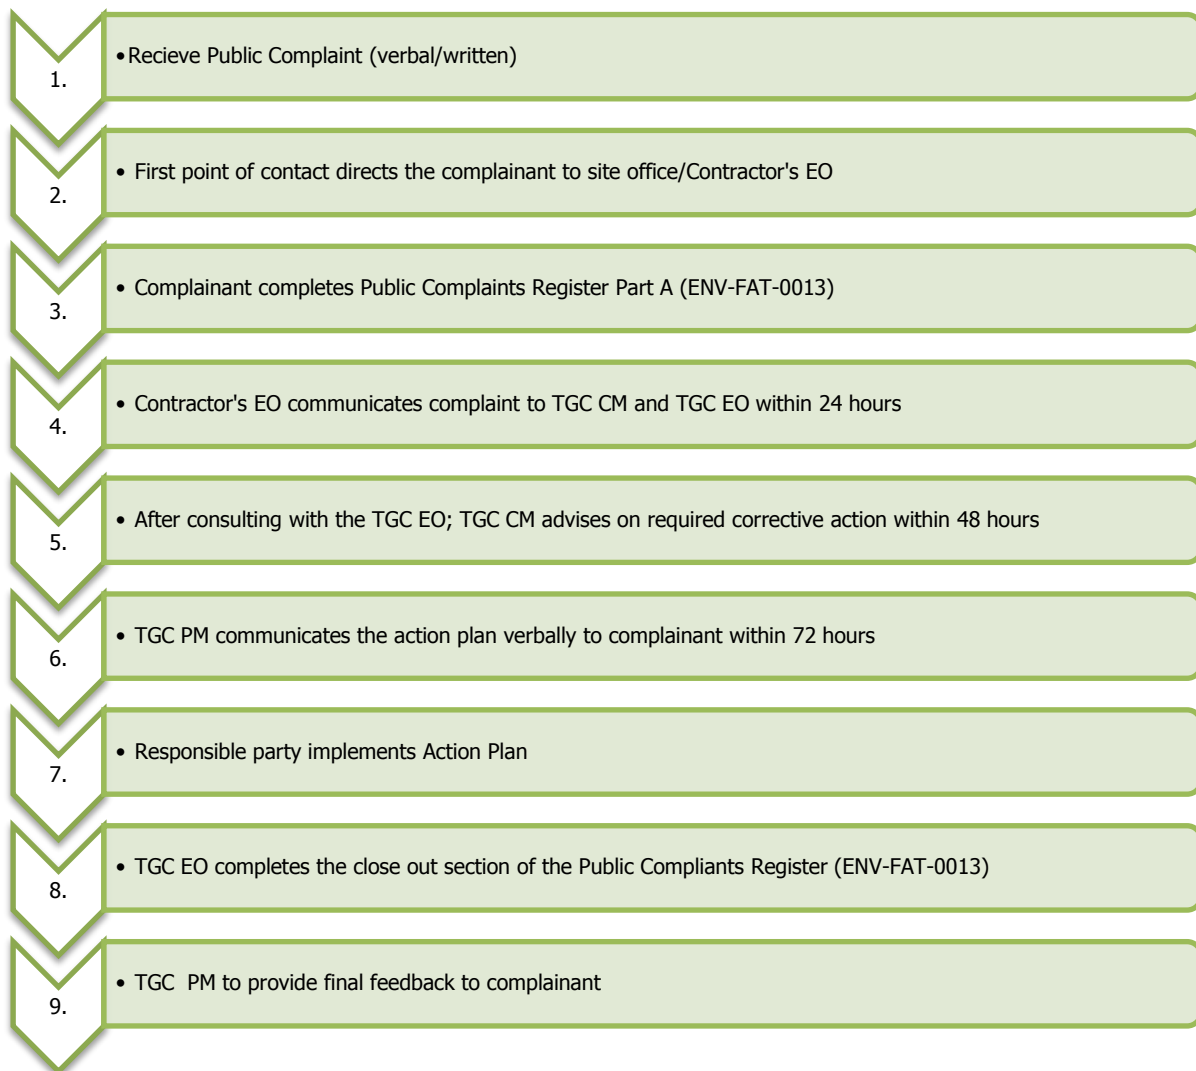 1.
•Recieve Public Complaint (verbal/written)
2.
• First point of contact directs the complainant to site office/Contractor's EO
3.
• Complainant completes Public Complaints Register Part A (ENV-FAT-0013)
4.
• Contractor's EO communicates complaint to TGC CM and TGC EO within 24 hours
5.
• After consulting with the TGC EO; TGC CM advises on required corrective action within 48 hours
6.
• TGC PM communicates the action plan verbally to complainant within 72 hours
7.
• Responsible party implements Action Plan
8.
• TGC EO completes the close out section of the Public Compliants Register (ENV-FAT-0013)
9.
• TGC  PM to provide final feedback to complainant